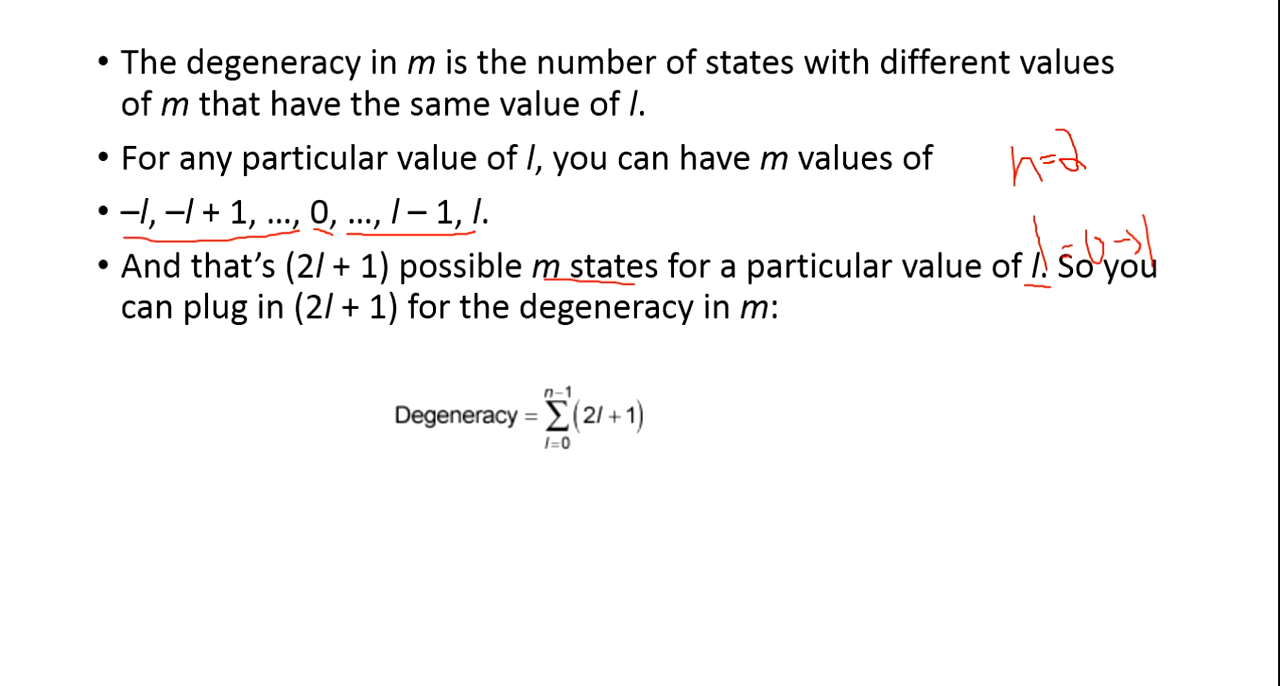 • The degeneracy in m is the number of states with different values
of m that have the same value of l.
• For any particular value of l, you can have m values of
n=2
• –l, –l + 1, ..., 0, ..., l – 1, l.
l = 0→1
• And that’s (2l + 1) possible m states for a particular value of l. So you
can plug in (2l + 1) for the degeneracy in m:
n–1
Degeneracy = ∑(2l + 1)
l=0